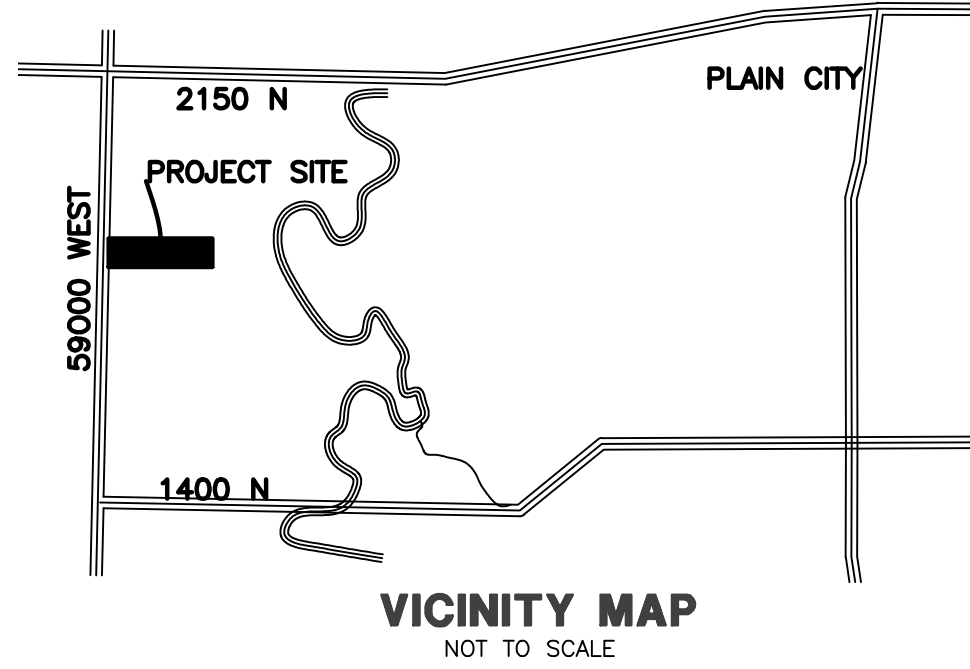 PLAIN CITY
2150 N
PROJECT SITE
59000 WEST
1400 N
VICINITY MAP
NOT TO SCALE